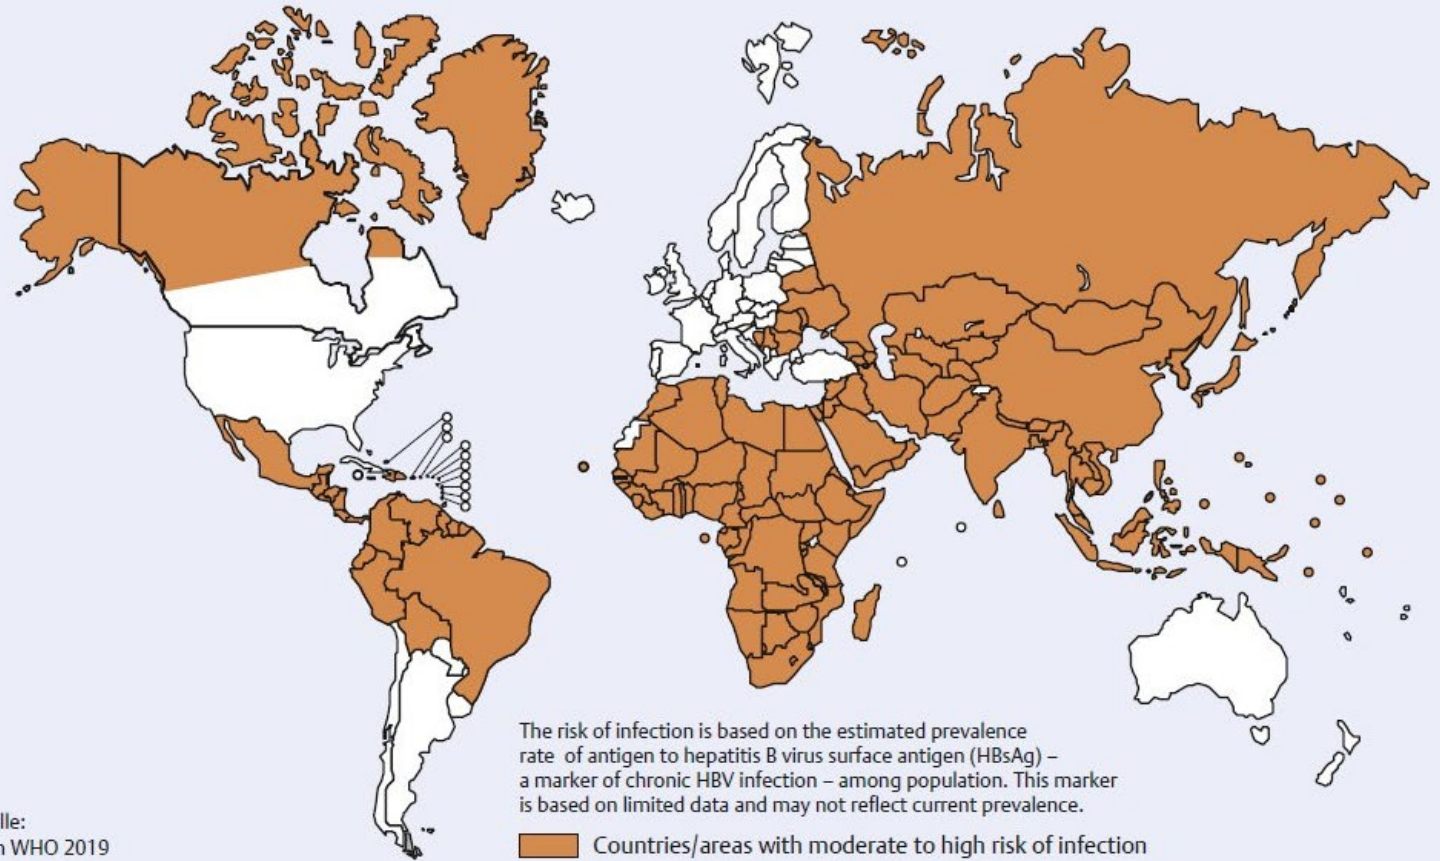 The risk of infection is based on the estimated prevalence
rate of antigen to hepatitis B virus surface antigen (HBsAg) –
a marker of chronic HBV infection – among population. This marker
is based on limited data and may not reflect current prevalence.
Countries/areas with moderate to high risk of infection
lle:
WHO 2019